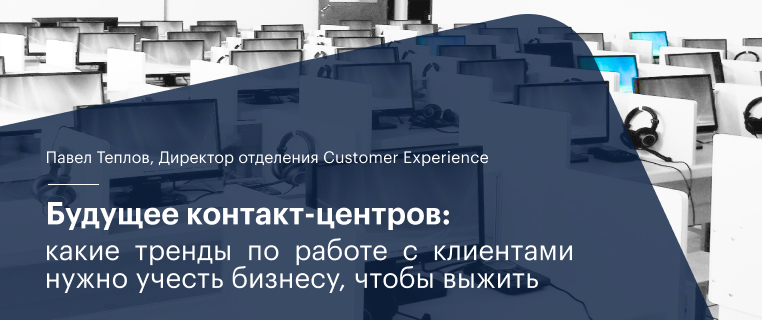 Павел Теплов, Директор отделения Customer Experience
Будущее контакт-центров:
какие тренды по работе с клиентами
нужно учесть бизнесу, чтобы выжить